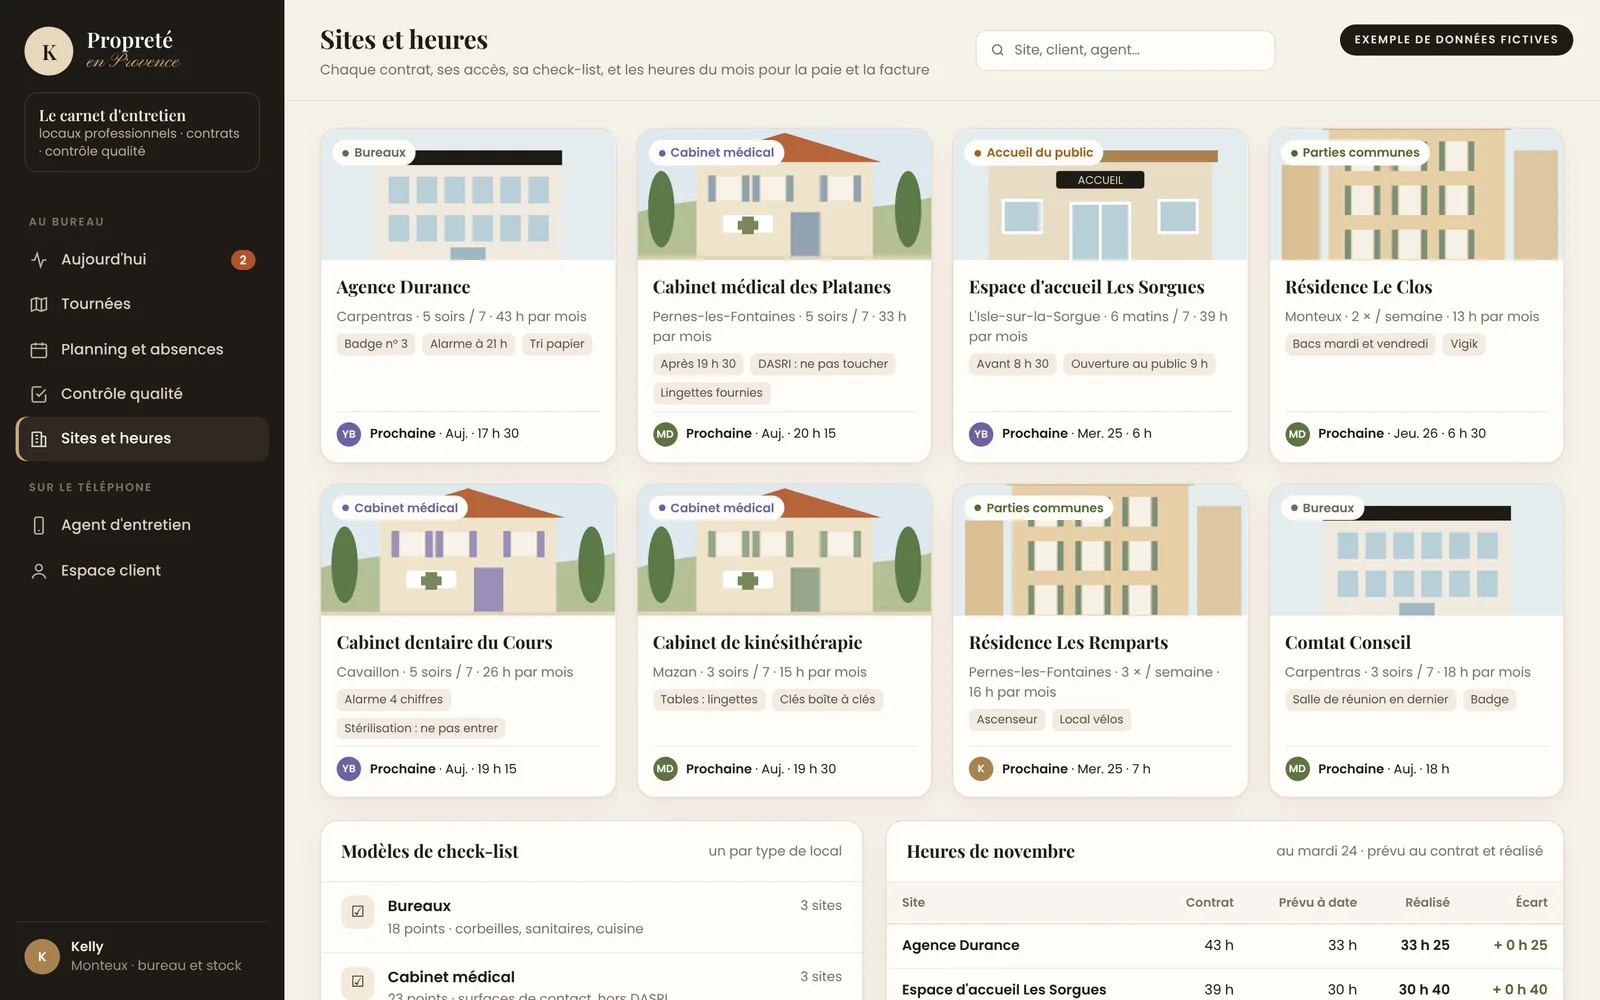 K
Propreté
en Provence
Le carnet d'entretien
locaux professionnels · contrats
· contrôle qualité
AU BUREAU
Aujourd'hui
2
Tournées
Planning et absences
Contrôle qualité
Sites et heures
SUR LE TÉLÉPHONE
Agent d'entretien
Espace client
K
Kelly
Monteux · bureau et stock
Sites et heures
Chaque contrat, ses accès, sa check-list, et les heures du mois pour la paie et la facture
Site, client, agent...
EXEMPLE DE DONNÉES FICTIVES
Bureaux
Agence Durance
Carpentras · 5 soirs / 7 · 43 h par mois
Badge n° 3
Alarme à 21 h
Tri papier
YB
Prochaine · Auj. · 17 h 30
Cabinet médical
Cabinet médical des Platanes
Pernes-les-Fontaines · 5 soirs / 7 · 33 h
par mois
Après 19 h 30
DASRI : ne pas toucher
Lingettes fournies
MD
Prochaine · Auj. · 20 h 15
Accueil du public
ACCUEIL
Espace d'accueil Les Sorgues
L'Isle-sur-la-Sorgue · 6 matins / 7 · 39 h
par mois
Avant 8 h 30
Ouverture au public 9 h
YB
Prochaine · Mer. 25 · 6 h
Parties communes
Résidence Le Clos
Monteux · 2 × / semaine · 13 h par mois
Bacs mardi et vendredi
Vigik
MD
Prochaine · Jeu. 26 · 6 h 30
Cabinet médical
Cabinet dentaire du Cours
Cavaillon · 5 soirs / 7 · 26 h par mois
Alarme 4 chiffres
Stérilisation : ne pas entrer
YB
Prochaine · Auj. · 19 h 15
Cabinet médical
Cabinet de kinésithérapie
Mazan · 3 soirs / 7 · 15 h par mois
Tables : lingettes
Clés boîte à clés
MD
Prochaine · Auj. · 19 h 30
Parties communes
Résidence Les Remparts
Pernes-les-Fontaines · 3 × / semaine ·
16 h par mois
Ascenseur
Local vélos
K
Prochaine · Mer. 25 · 7 h
Bureaux
Comtat Conseil
Carpentras · 3 soirs / 7 · 18 h par mois
Salle de réunion en dernier
Badge
MD
Prochaine · Auj. · 18 h
Modèles de check-list
un par type de local
Bureaux
3 sites
18 points · corbeilles, sanitaires, cuisine
Cabinet médical
3 sites
23 points · surfaces de contact, hors DASRI
Heures de novembre
au mardi 24 · prévu au contrat et réalisé
Site Contrat Prévu à date Réalisé Écart
Agence Durance 43 h 33 h 33 h 25 + 0 h 25
Espace d'accueil Les Sorgues 39 h 30 h 30 h 40 + 0 h 40